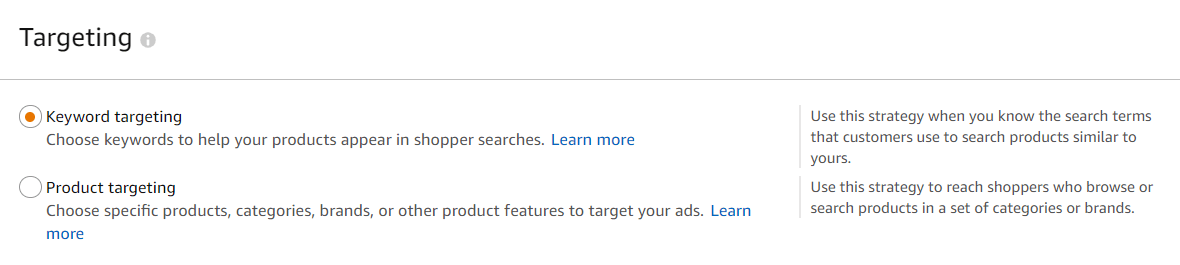 Targeting
Keyword targeting
Choose keywords to help your products appear in shopper searches. Learn more
Use this strategy when you know the search terms
that customers use to search products similar to
yours.
Product targeting
Choose specific products, categories, brands, or other product features to target your ads. Learn
more
Use this strategy to reach shoppers who browse or
search products in a set of categories or brands.